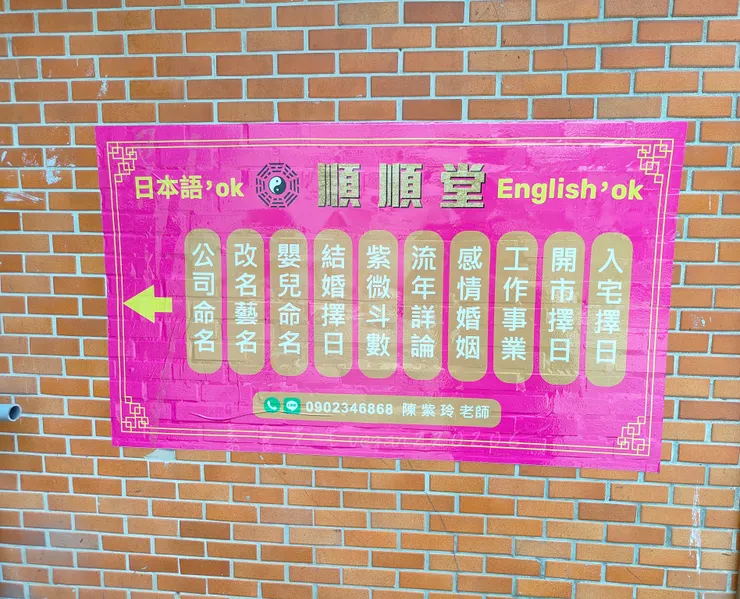 日本語,ok 順順堂 English,ok
入宅擇日
開市擇日
工作事業
感情婚姻
流年詳論
紫微斗數
結婚擇日
嬰兒命名
改名藝名
公司命名
0902346868 陳紫玲老師